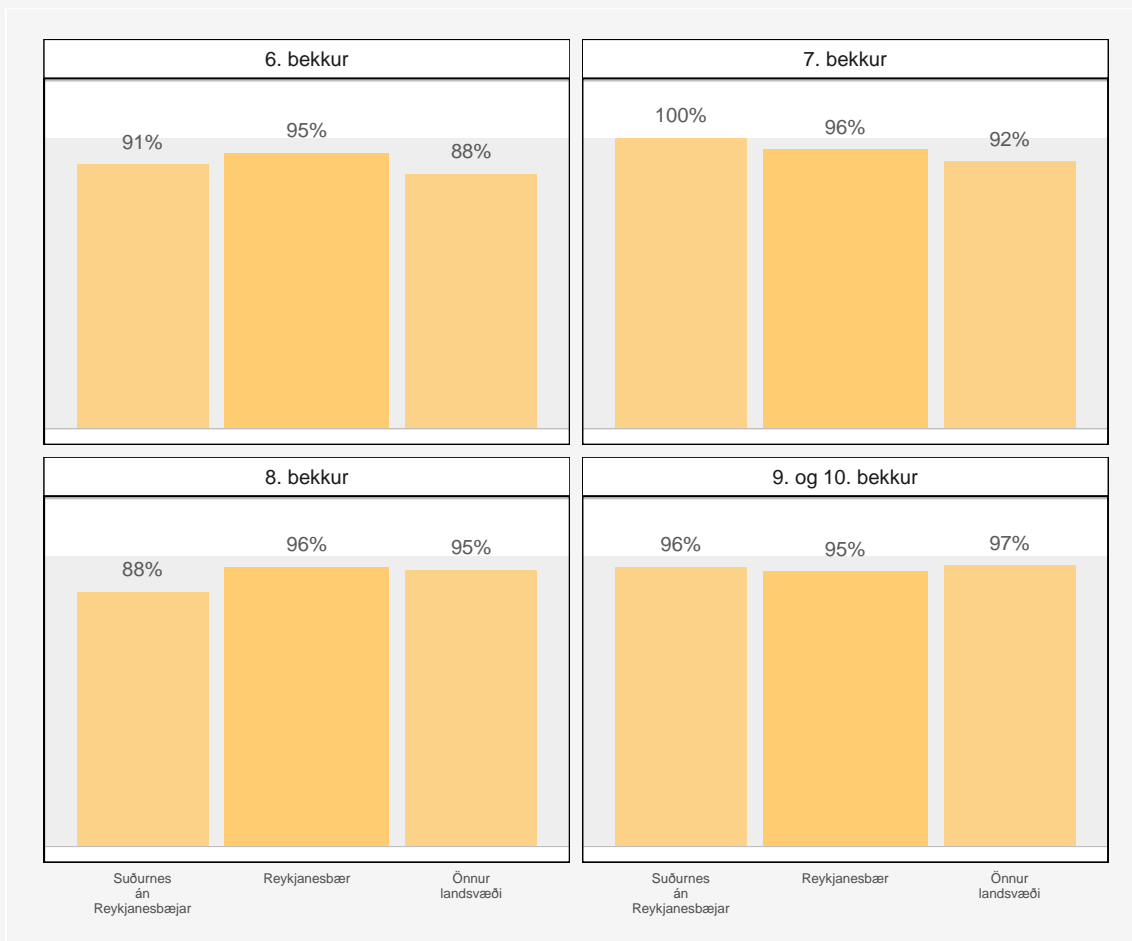 6. bekkur
91%
95%
88%
7. bekkur
100%
96%
92%
8. bekkur
88%
96%
95%
9. og 10. bekkur
96%
95%
97%
Suðurnes
án
Reykjanesbæjar
Reykjanesbær
Önnur
landsvæði
Suðurnes
án
Reykjanesbæjar
Reykjanesbær
Önnur
landsvæði